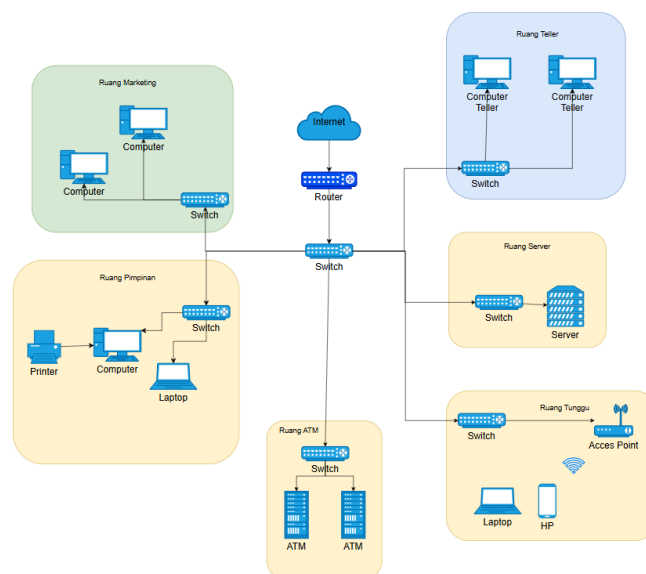 Ruang Marketing
Computer
Computer
Switch
Internet
Router
Switch
Ruang Teller
Computer
Teller
Computer
Teller
Switch
Ruang Server
Switch
Server
Ruang Pimpinan
Switch
Printer
Computer
Laptop
Ruang ATM
Switch
ATM
ATM
Ruang Tunggu
Switch
Acces Point
Laptop
HP